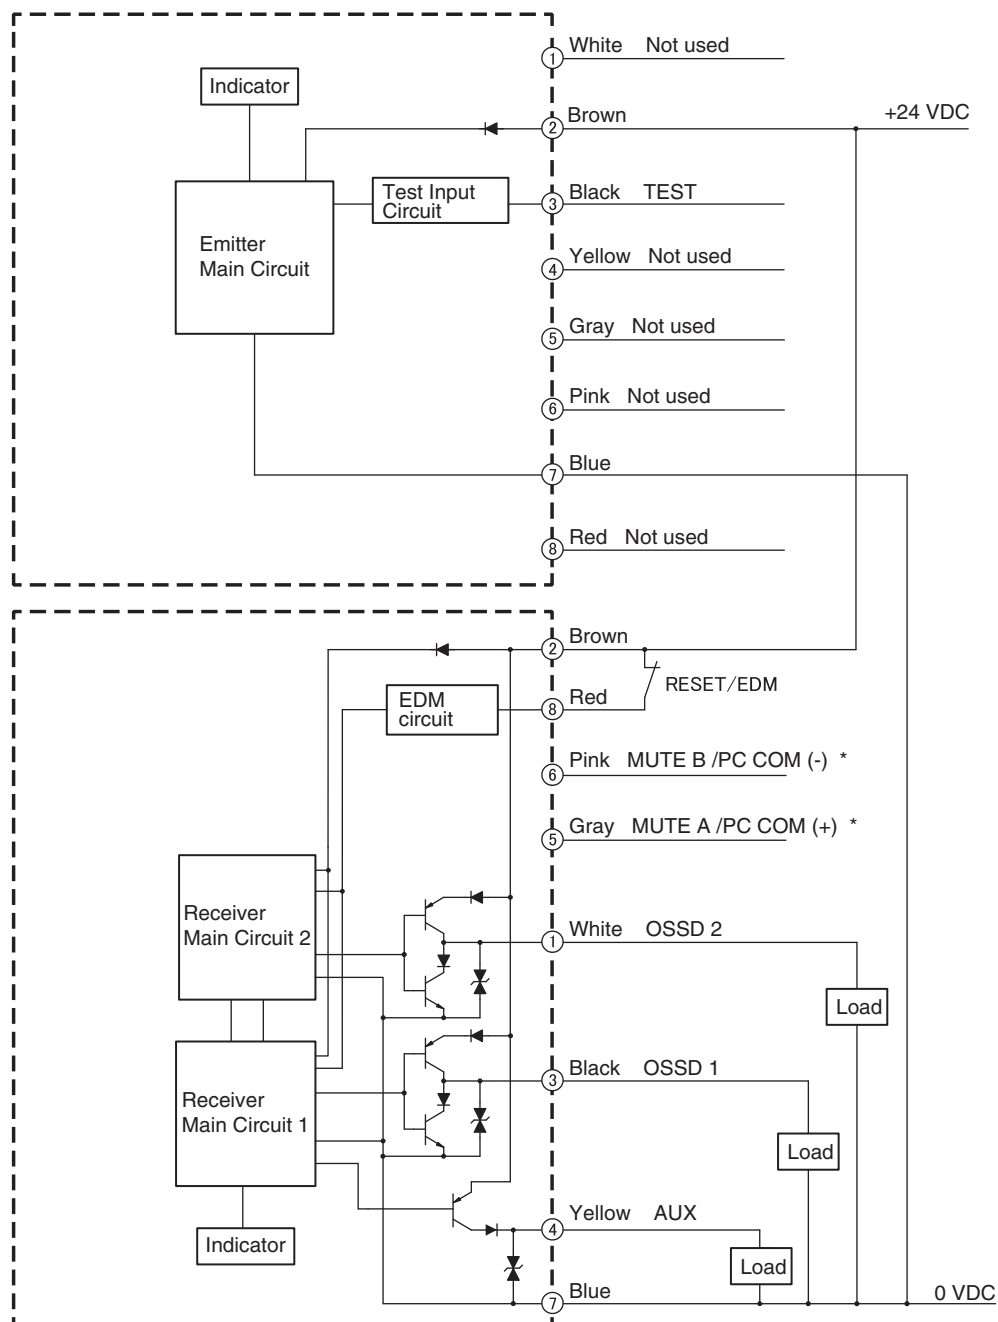 ① White Not used
Indicator
② Brown +24 VDC
Test Input
Circuit
③ Black TEST
Emitter
Main Circuit
④ Yellow Not used
⑤ Gray Not used
⑥ Pink Not used
⑦ Blue
⑧ Red Not used
② Brown
RESET/EDM
EDM
circuit
⑧ Red
⑥ Pink MUTE B /PC COM (-) *
⑤ Gray MUTE A /PC COM (+) *
Receiver
Main Circuit 2
① White OSSD 2
Load
③ Black OSSD 1
Receiver
Main Circuit 1
Load
④ Yellow AUX
Indicator
Load
⑦ Blue 0 VDC